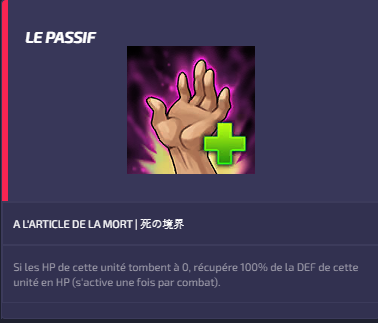 LE PASSIF
A L'ARTICLE DE LA MORT | 死の境界
Si les HP de cette unité tombent à 0, récupére 100% de la DEF de cette
unité en HP (s'active une fois par combat).